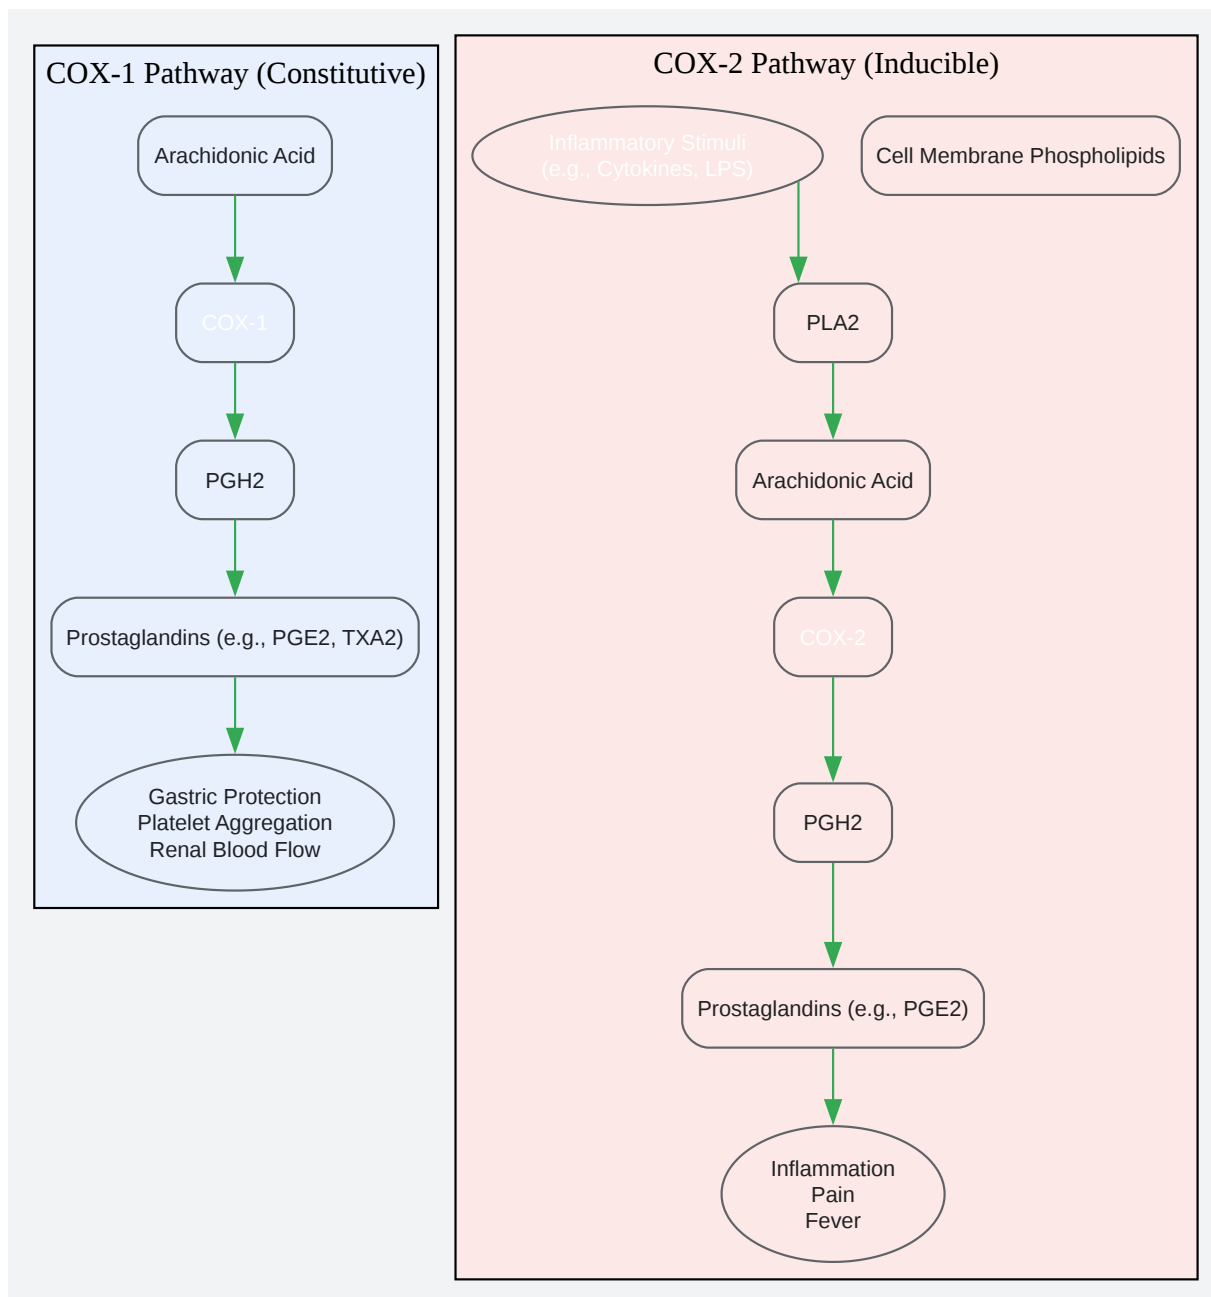 COX-1 Pathway (Constitutive)
Arachidonic Acid
COX-1
PGH2
Prostaglandins (e.g., PGE2, TXA2)
Gastric Protection
Platelet Aggregation
Renal Blood Flow
COX-2 Pathway (Inducible)
Inflammatory Stimuli
(e.g., Cytokines, LPS)
Cell Membrane Phospholipids
PLA2
Arachidonic Acid
COX-2
PGH2
Prostaglandins (e.g., PGE2)
Inflammation
Pain
Fever